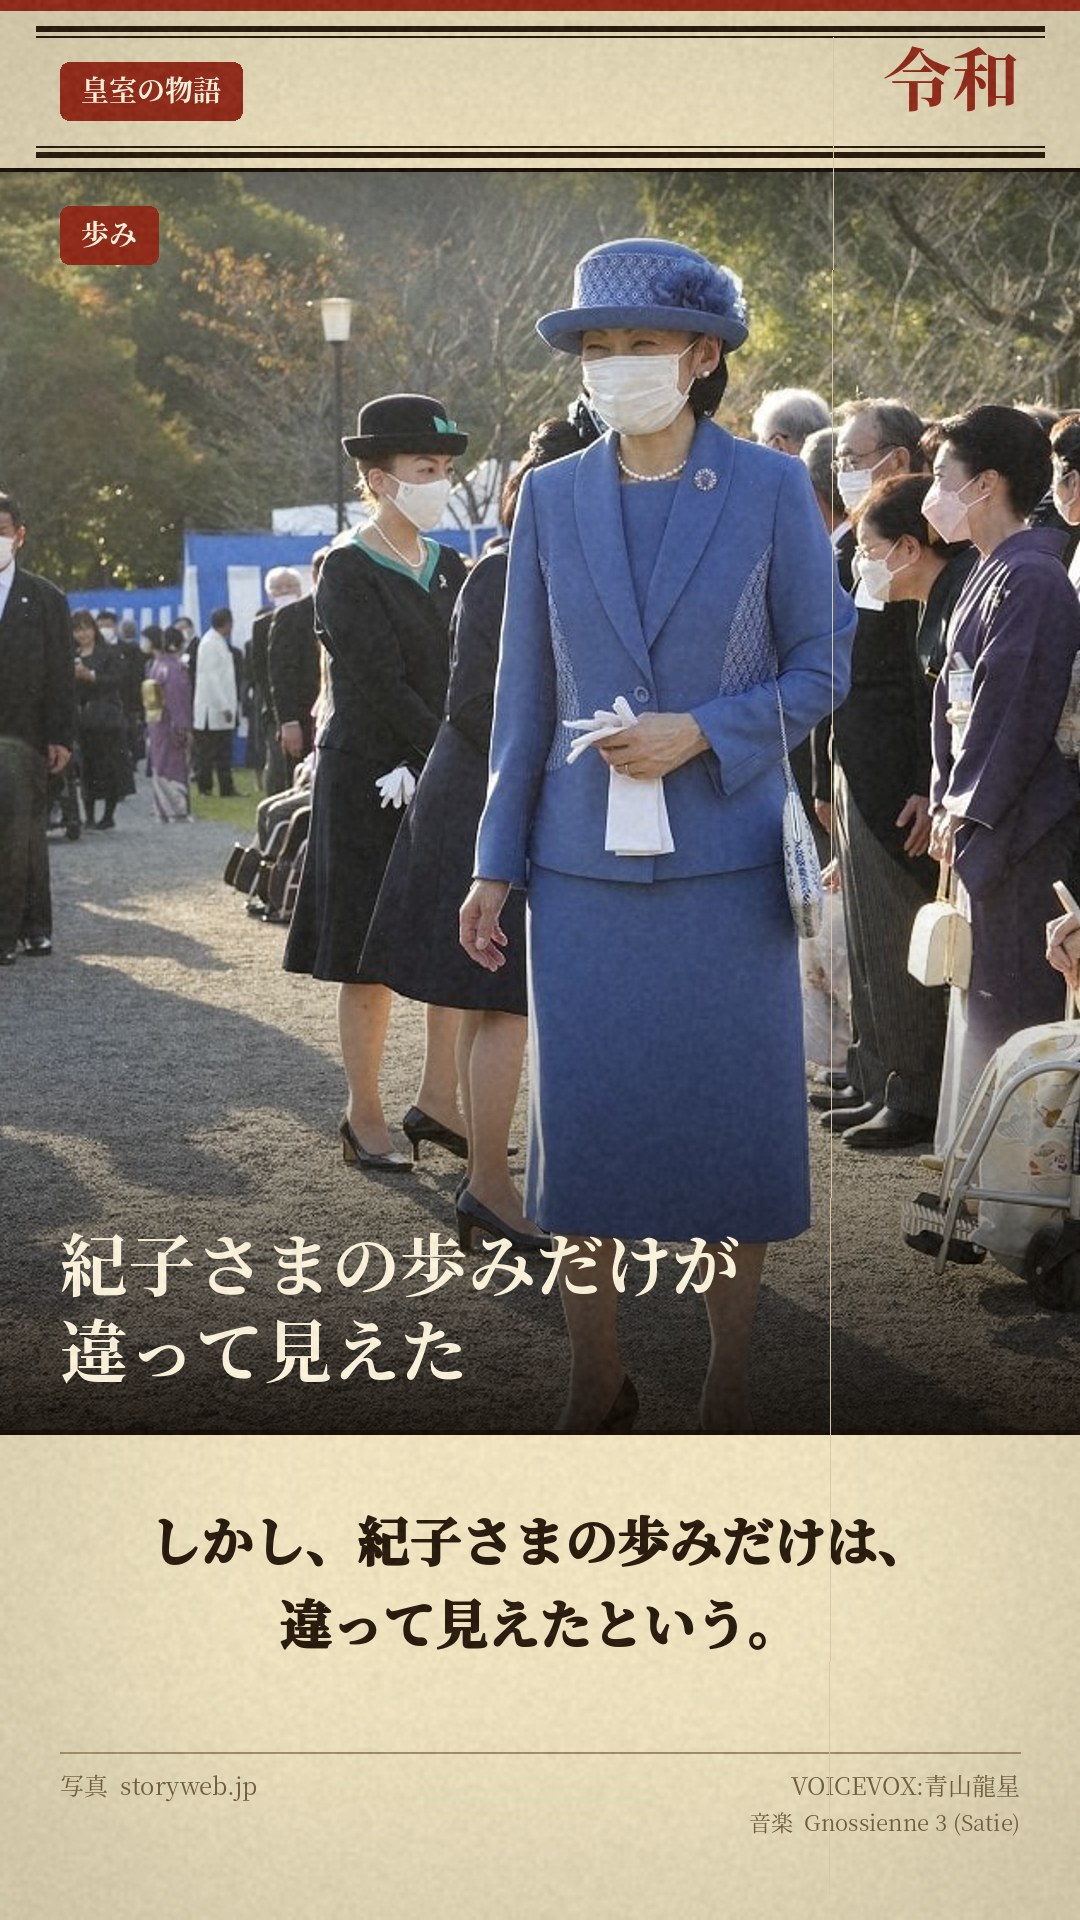 皇室の物語
令和
歩み
紀子さまの歩みだけが
違って見えた
しかし、紀子さまの歩みだけは、
違って見えたという。
写真 storyweb.jp
VOICEVOX:青山龍星
音楽 Gnossienne 3 (Satie)